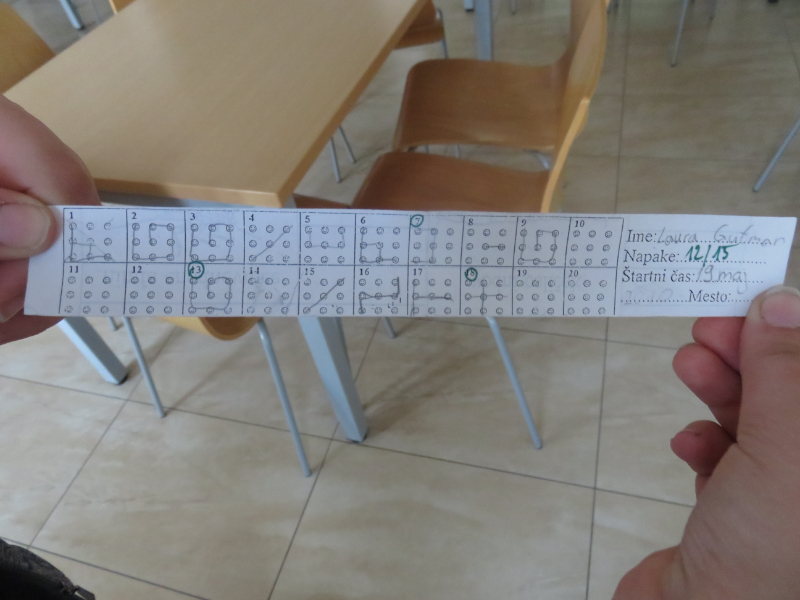 1 2 3 4 5 6 7 8 9 10
11 12 13 14 15 16 17 18 19 20
Ime: Laura Gutman
Napake: 12/15
Štartni čas: 19 maj
Mesto: